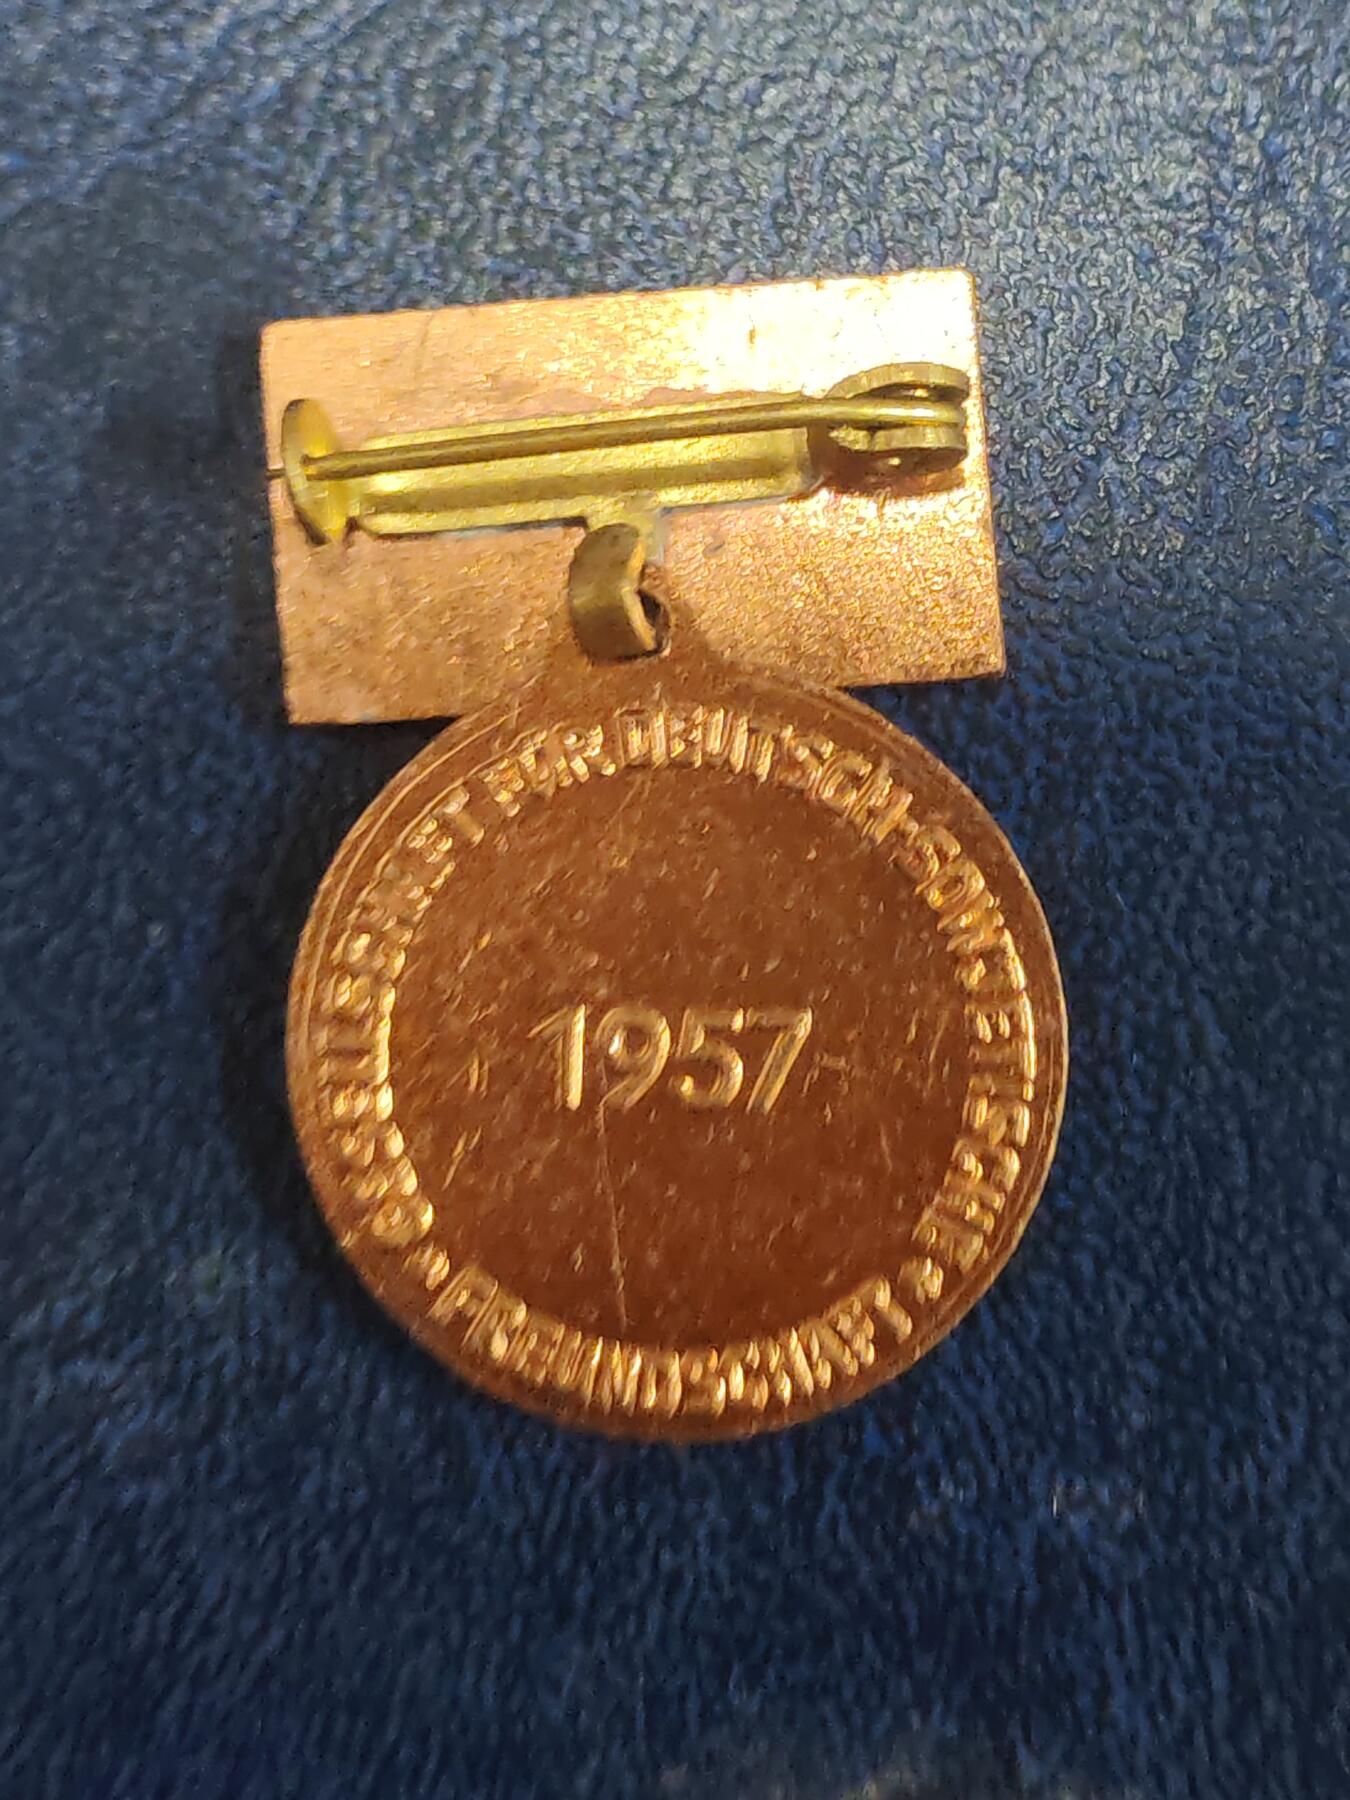 GESELLSCHAFT FÜR DEUTSCH-SOWJETISCHE
FREUNDSCHAFT
1957